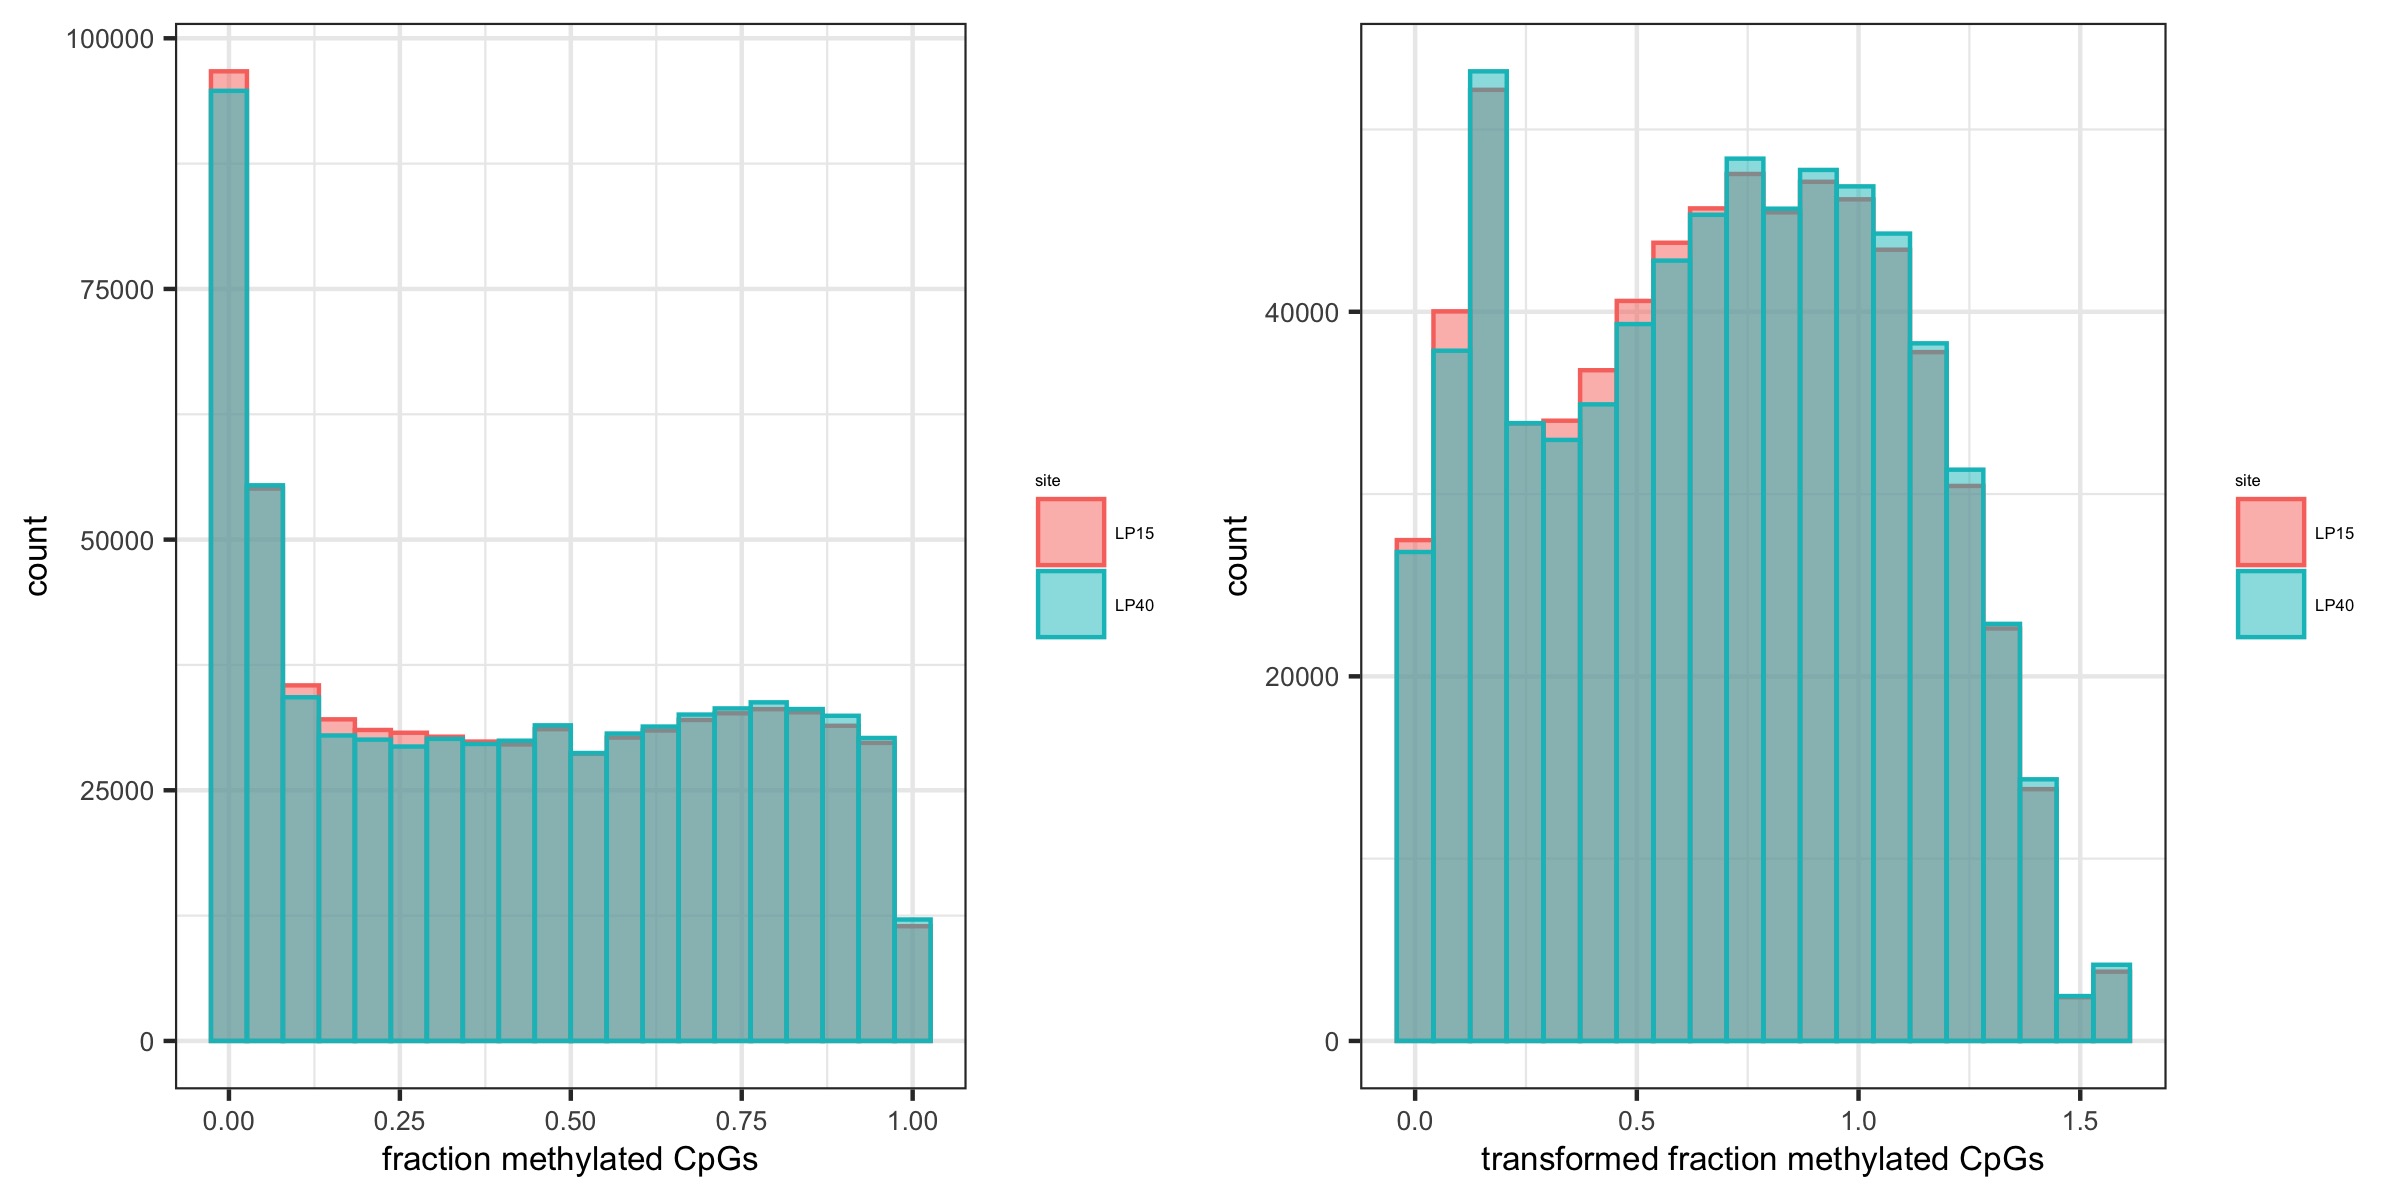 100000
75000
50000
25000
0
count
0.00 0.25 0.50 0.75 1.00
fraction methylated CpGs
site
LP15
LP40
40000
20000
0
count
0.0 0.5 1.0 1.5
transformed fraction methylated CpGs
site
LP15
LP40